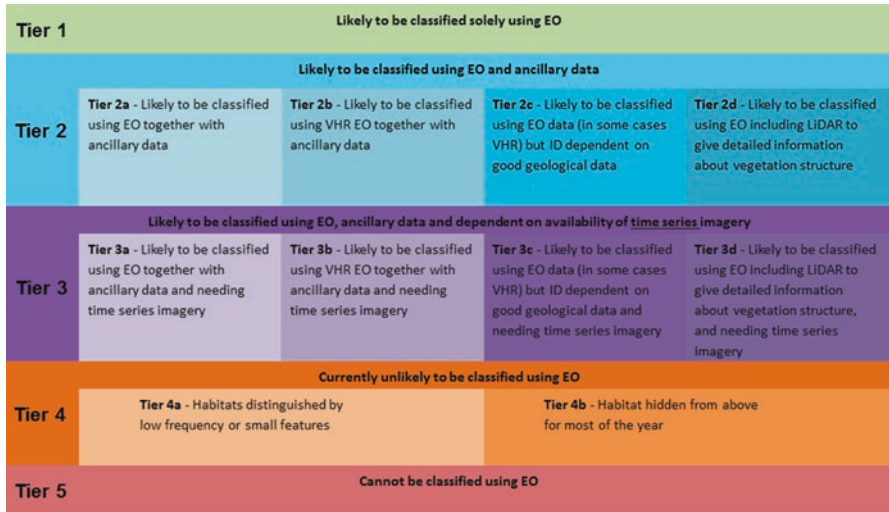 Tier 1
Likely to be classified solely using EO
Tier 2
Likely to be classified using EO and ancillary data
Tier 2a - Likely to be classified
using EO together with
ancillary data
Tier 2b - Likely to be classified
using VHR EO together with
ancillary data
Tier 2c - Likely to be classified
using EO data (in some cases
VHR) but ID dependent on
good geological data
Tier 2d - Likely to be classified
using EO including LiDAR to
give detailed information
about vegetation structure
Tier 3
Likely to be classified using EO, ancillary data and dependent on availability of time series imagery
Tier 3a - Likely to be classified
using EO together with
ancillary data and needing
time series imagery
Tier 3b - Likely to be classified
using VHR EO together with
ancillary data and needing
time series imagery
Tier 3c - Likely to be classified
using EO data (in some cases
VHR) but ID dependent on
good geological data and
needing time series imagery
Tier 3d - Likely to be classified
using EO including LiDAR to
give detailed information
about vegetation structure,
and needing time series
imagery
Tier 4
Currently unlikely to be classified using EO
Tier 4a - Habitats distinguished by
low frequency or small features
Tier 4b - Habitat hidden from above
for most of the year
Tier 5
Cannot be classified using EO